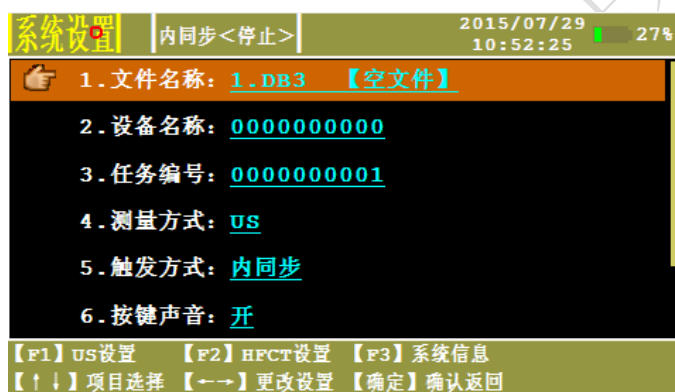 系统设置 内同步<停止> 2015/07/29 27%
10:52:25
1.文件名称：1.DB3 【空文件】
2.设备名称：0000000000
3.任务编号：0000000001
4.测量方式：US
5.触发方式：内同步
6.按键声音：开
【F1】US设置 【F2】HFCT设置 【F3】系统信息
【↑↓】项目选择 【←→】更改设置 【确定】确认返回